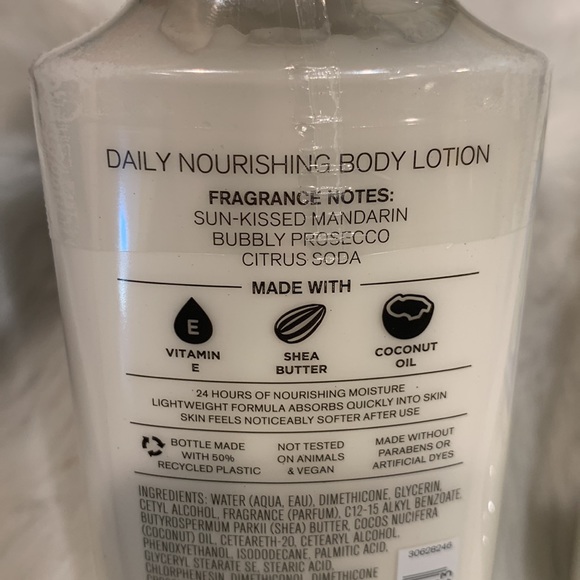 DAILY NOURISHING BODY LOTION
FRAGRANCE NOTES:
SUN-KISSED MANDARIN
BUBBLY PROSECCO
CITRUS SODA
MADE WITH
E
VITAMIN
E
SHEA
BUTTER
COCONUT
OIL
24 HOURS OF NOURISHING MOISTURE
LIGHTWEIGHT FORMULA ABSORBS QUICKLY INTO SKIN
SKIN FEELS NOTICEABLY SOFTER AFTER USE
BOTTLE MADE
WITH 50%
RECYCLED PLASTIC
NOT TESTED
ON ANIMALS
& VEGAN
MADE WITHOUT
PARABENS OR
ARTIFICIAL DYES
INGREDIENTS: WATER (AQUA, EAU), DIMETHICONE, GLYCERIN,
CETYL ALCOHOL, FRAGRANCE (PARFUM), C12-15 ALKYL BENZOATE,
BUTYROSPERMUM PARKII (SHEA) BUTTER, COCOS NUCIFERA
(COCONUT) OIL, CETEARETH-20, CETEARYL ALCOHOL,
PHENOXYETHANOL, ISODODECANE, PALMITIC ACID,
GLYCERYL STEARATE SE, STEARIC ACID,
CHLORPHENESIN, DIMETHICONOL, DIMETHICONE
30628246